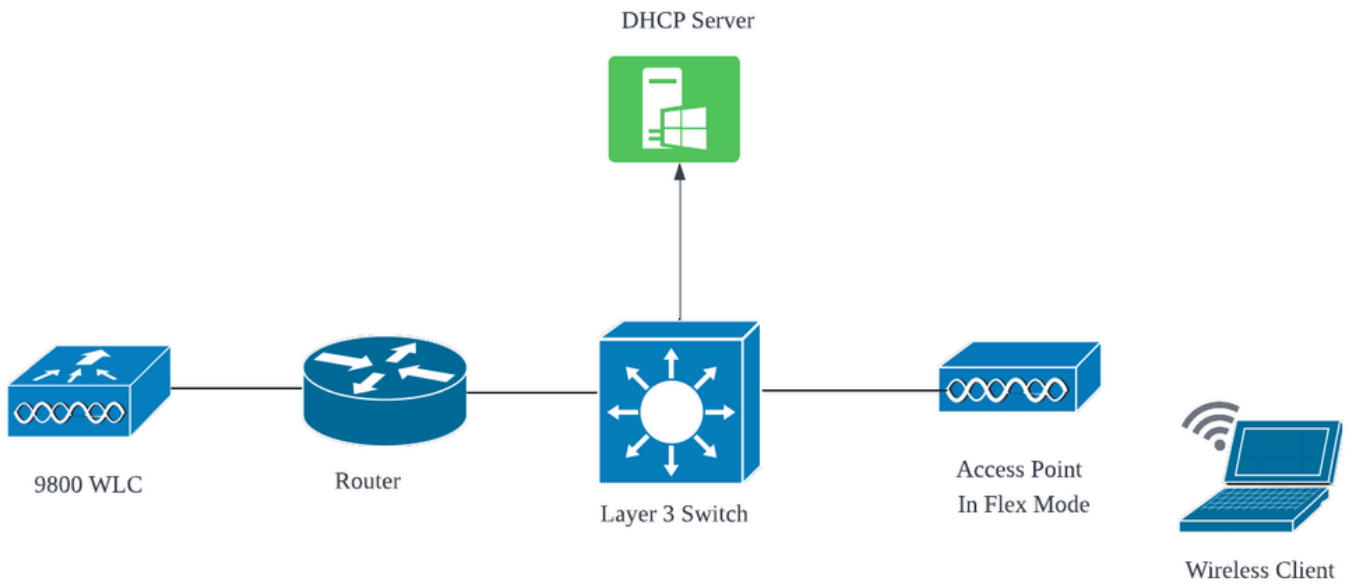 DHCP Server
9800 WLC
Router
Layer 3 Switch
Access Point
In Flex Mode
Wireless Client